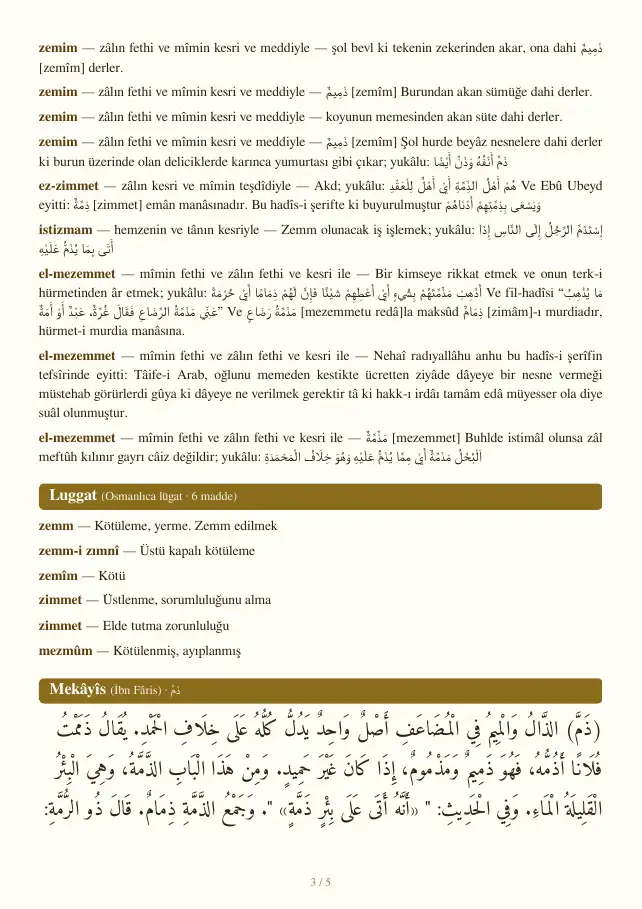 zemim — zâlın fethi ve mîmin kesri ve meddiyle — şol bevl ki tekenin zekerinden akar, ona dahi ذَمِيمٌ
[zemîm] derler.
zemim — zâlın fethi ve mîmin kesri ve meddiyle — ذَمِيمٌ [zemîm] Burundan akan sümüğe dahi derler.
zemim — zâlın fethi ve mîmin kesri ve meddiyle — koyunun memesinden akan süte dahi derler.
zemim — zâlın fethi ve mîmin kesri ve meddiyle — ذَمِيمٌ [zemîm] Şol hurde beyâz nesnelere dahi derler
ki burun üzerinde olan deliciklerde karınca yumurtası gibi çıkar; yukâlu: ذَمَّ أَنْفُهُ وَذَنَّ أَيْضًا
ez-zimmet — zâlın kesri ve mîmin teşdîdiyle — Akd; yukâlu: هُمْ أَهْلُ الذِّمَّةِ أَيْ أَهْلٌ لِلْعَقْدِ Ve Ebû Ubeyd
eyitti: ذِمَّةٌ [zimmet] emân manâsınadır. Bu hadîs-i şerifte ki buyurulmuştur وَيَسْعَى بِذِمَّتِهِمْ أَدْنَاهُمْ
istizmam — hemzenin ve tânın kesriyle — Zemm olunacak iş işlemek; yukâlu: إِسْتَذَمَّ الرَّجُلُ إِلَى النَّاسِ إِذَا
أَتَى بِمَا يُذَمُّ عَلَيْهِ
el-mezemmet — mîmin fethi ve zâlın fethi ve kesri ile — Bir kimseye rikkat etmek ve onun terk-i
hürmetinden âr etmek; yukâlu: أَذْهِبْ مَذَمَّتَهُمْ بِشَيْءٍ أَيْ أَعْطِهِمْ شَيْئًا فَإِنَّ لَهُمْ ذِمَامًا أَيْ حُرْمَةً Ve fil-hadîsi “مَا يُذْهِبُ
عَنِّي مَذَمَّةَ الرَّضَاعِ فَقَالَ غُرَّةٌ، عَبْدٌ أَوْ أَمَةٌ” Ve مَذَمَّةُ رَضَاعٍ [mezemmetu redâ]la maksûd ذِمَامٌ [zimâm]-ı murdiadır,
hürmet-i murdia manâsına.
el-mezemmet — mîmin fethi ve zâlın fethi ve kesri ile — Nehaî radıyallâhu anhu bu hadîs-i şerîfin
tefsîrinde eyitti: Tâife-i Arab, oğlunu memeden kestikte ücretten ziyâde dâyeye bir nesne vermeği
müstehab görürlerdi gûya ki dâyeye ne verilmek gerektir tâ ki hakk-ı irdâı tamâm edâ müyesser ola diye
suâl olunmuştur.
el-mezemmet — mîmin fethi ve zâlın fethi ve kesri ile — مَذَمَّةٌ [mezemmet] Buhlde istimâl olunsa zâl
meftûh kılınır gayrı câiz değildir; yukâlu: اَلْبُخْلُ مَذَمَّةٌ أَيْ مِمَّا يُذَمُّ عَلَيْهِ وَهُوَ خِلَافُ الْمَحْمَدَةِ
Luggat (Osmanlıca lügat · 6 madde)
zemm — Kötüleme, yerme. Zemm edilmek
zemm-i zımnî — Üstü kapalı kötüleme
zemîm — Kötü
zimmet — Üstlenme, sorumluluğunu alma
zimmet — Elde tutma zorunluluğu
mezmûm — Kötülenmiş, ayıplanmış
Mekâyîs (İbn Fâris) · ذمّ
(ذَمَّ) الذَّالُ وَالْمِيمُ فِي الْمُضَاعَفِ أَصْلٌ وَاحِدٌ يَدُلُّ كُلُّهُ عَلَى خِلَافِ الْحَمْدِ. يُقَالُ ذَمَمْتُ
فُلَانًا أَذُمُّهُ، فَهُوَ ذَمِيمٌ وَمَذْمُومٌ، إِذَا كَانَ غَيْرَ حَمِيدٍ. وَمِنْ هَذَا الْبَابِ الذَّمَّةُ، وَهِيَ الْبِئْرُ
الْقَلِيلَةُ الْمَاءِ. وَفِي الْحَدِيثِ: " «أَنَّهُ أَتَى عَلَى بِئْرٍ ذَمَّةٍ» ". وَجَمْعُ الذَّمَّةِ ذِمَامٌ. قَالَ ذُو الرُّمَّةِ:
3 / 5